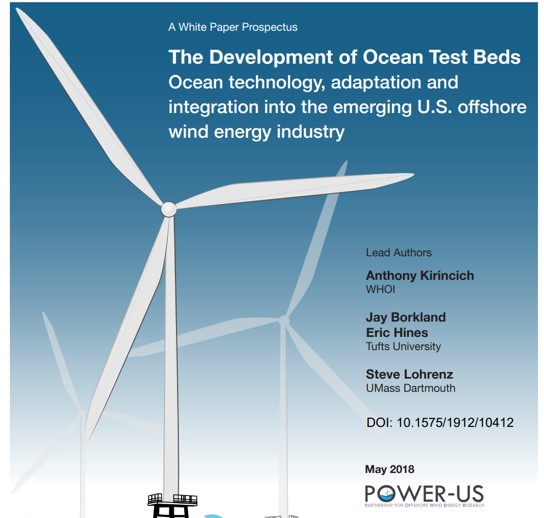 A White Paper Prospectus
The Development of Ocean Test Beds
Ocean technology, adaptation and
integration into the emerging U.S. offshore
wind energy industry
Lead Authors
Anthony Kirincich
WHOI
Jay Borkland
Eric Hines
Tufts University
Steve Lohrenz
UMass Dartmouth
DOI: 10.1575/1912/10412
May 2018
POWER-US
PARTNERSHIP FOR OFFSHORE WIND ENERGY RESEARCH